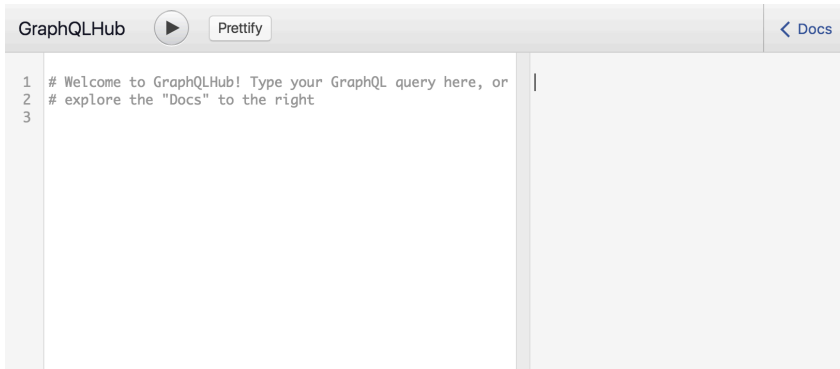 GraphQLHub Prettify Docs
1 # Welcome to GraphQLHub! Type your GraphQL query here, or
2 # explore the "Docs" to the right
3